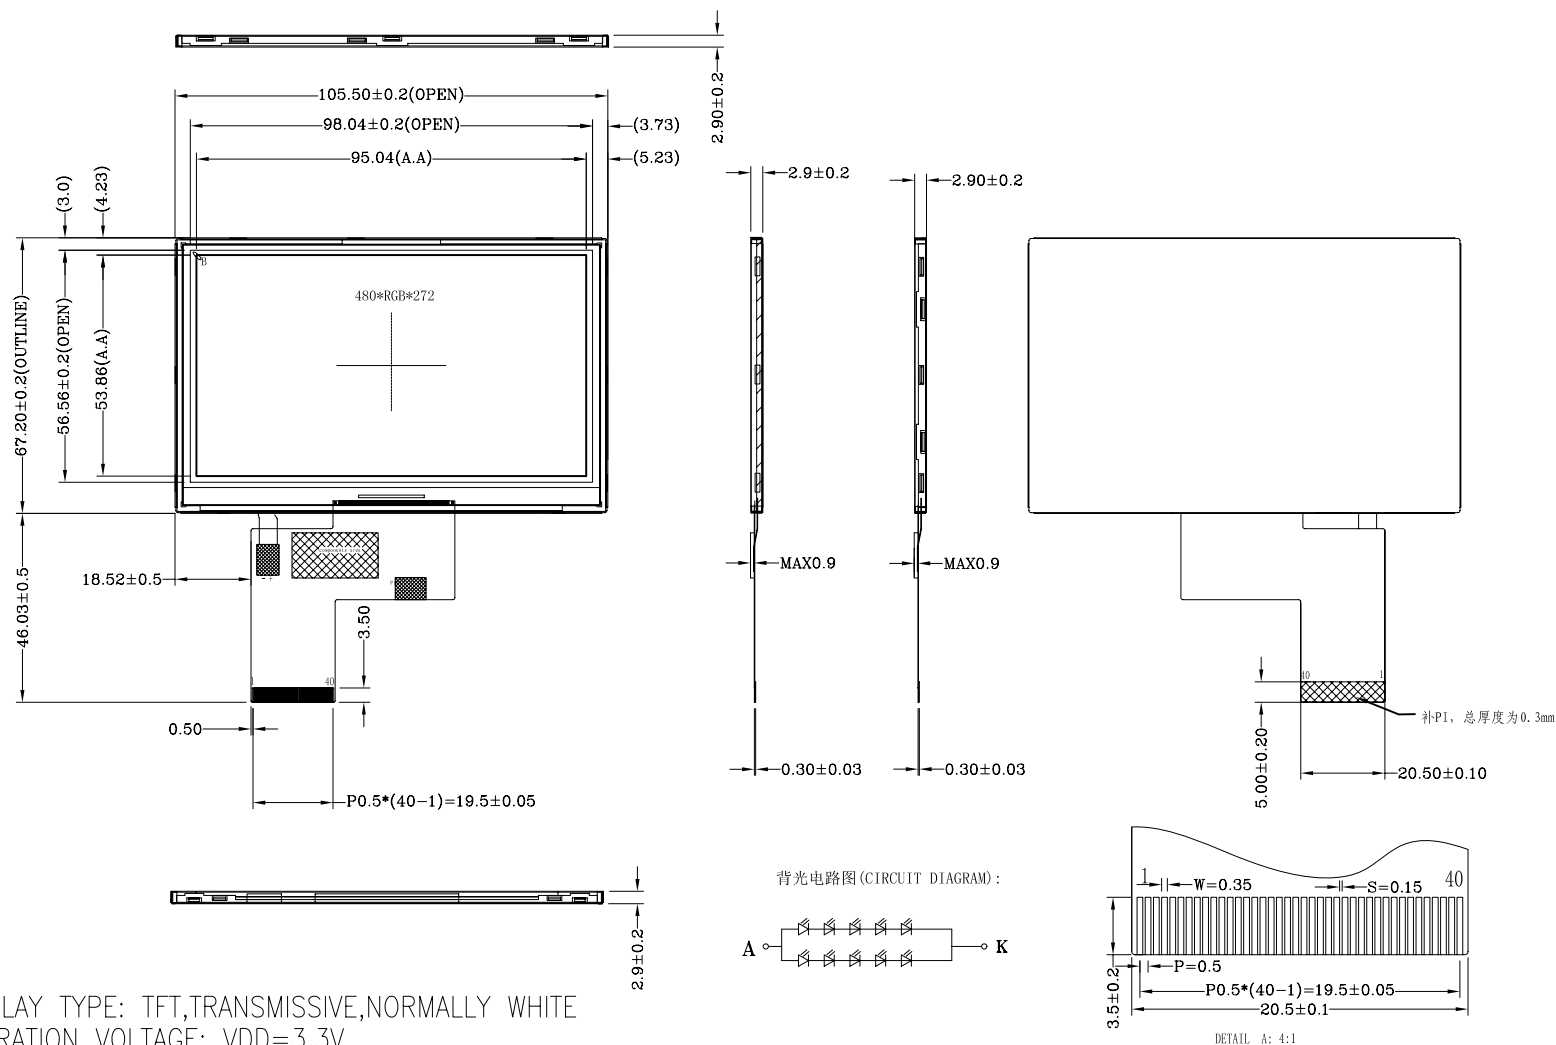 2.90±0.2
105.50±0.2(OPEN)
98.04±0.2(OPEN)
(3.73)
95.04(A.A)
(5.23)
(3.0)
(4.23)
67.20±0.2(OUTLINE)
56.56±0.2(OPEN)
53.86(A.A)
B
480*RGB*272
2.9±0.2
2.90±0.2
18.52±0.5
46.03±0.5
- +
3.50
1
40
0.50
P0.5*(40-1)=19.5±0.05
MAX0.9
MAX0.9
0.30±0.03
0.30±0.03
40
1
补PI, 总厚度为0.3mm
5.00±0.20
20.50±0.10
2.9±0.2
背光电路图(CIRCUIT DIAGRAM):
A
K
1
40
W=0.35
S=0.15
P=0.5
3.5±0.2
P0.5*(40-1)=19.5±0.05
20.5±0.1
DETAIL A: 4:1
LAY TYPE: TFT,TRANSMISSIVE,NORMALLY WHITE
RATION VOLTAGE: VDD=3.3V